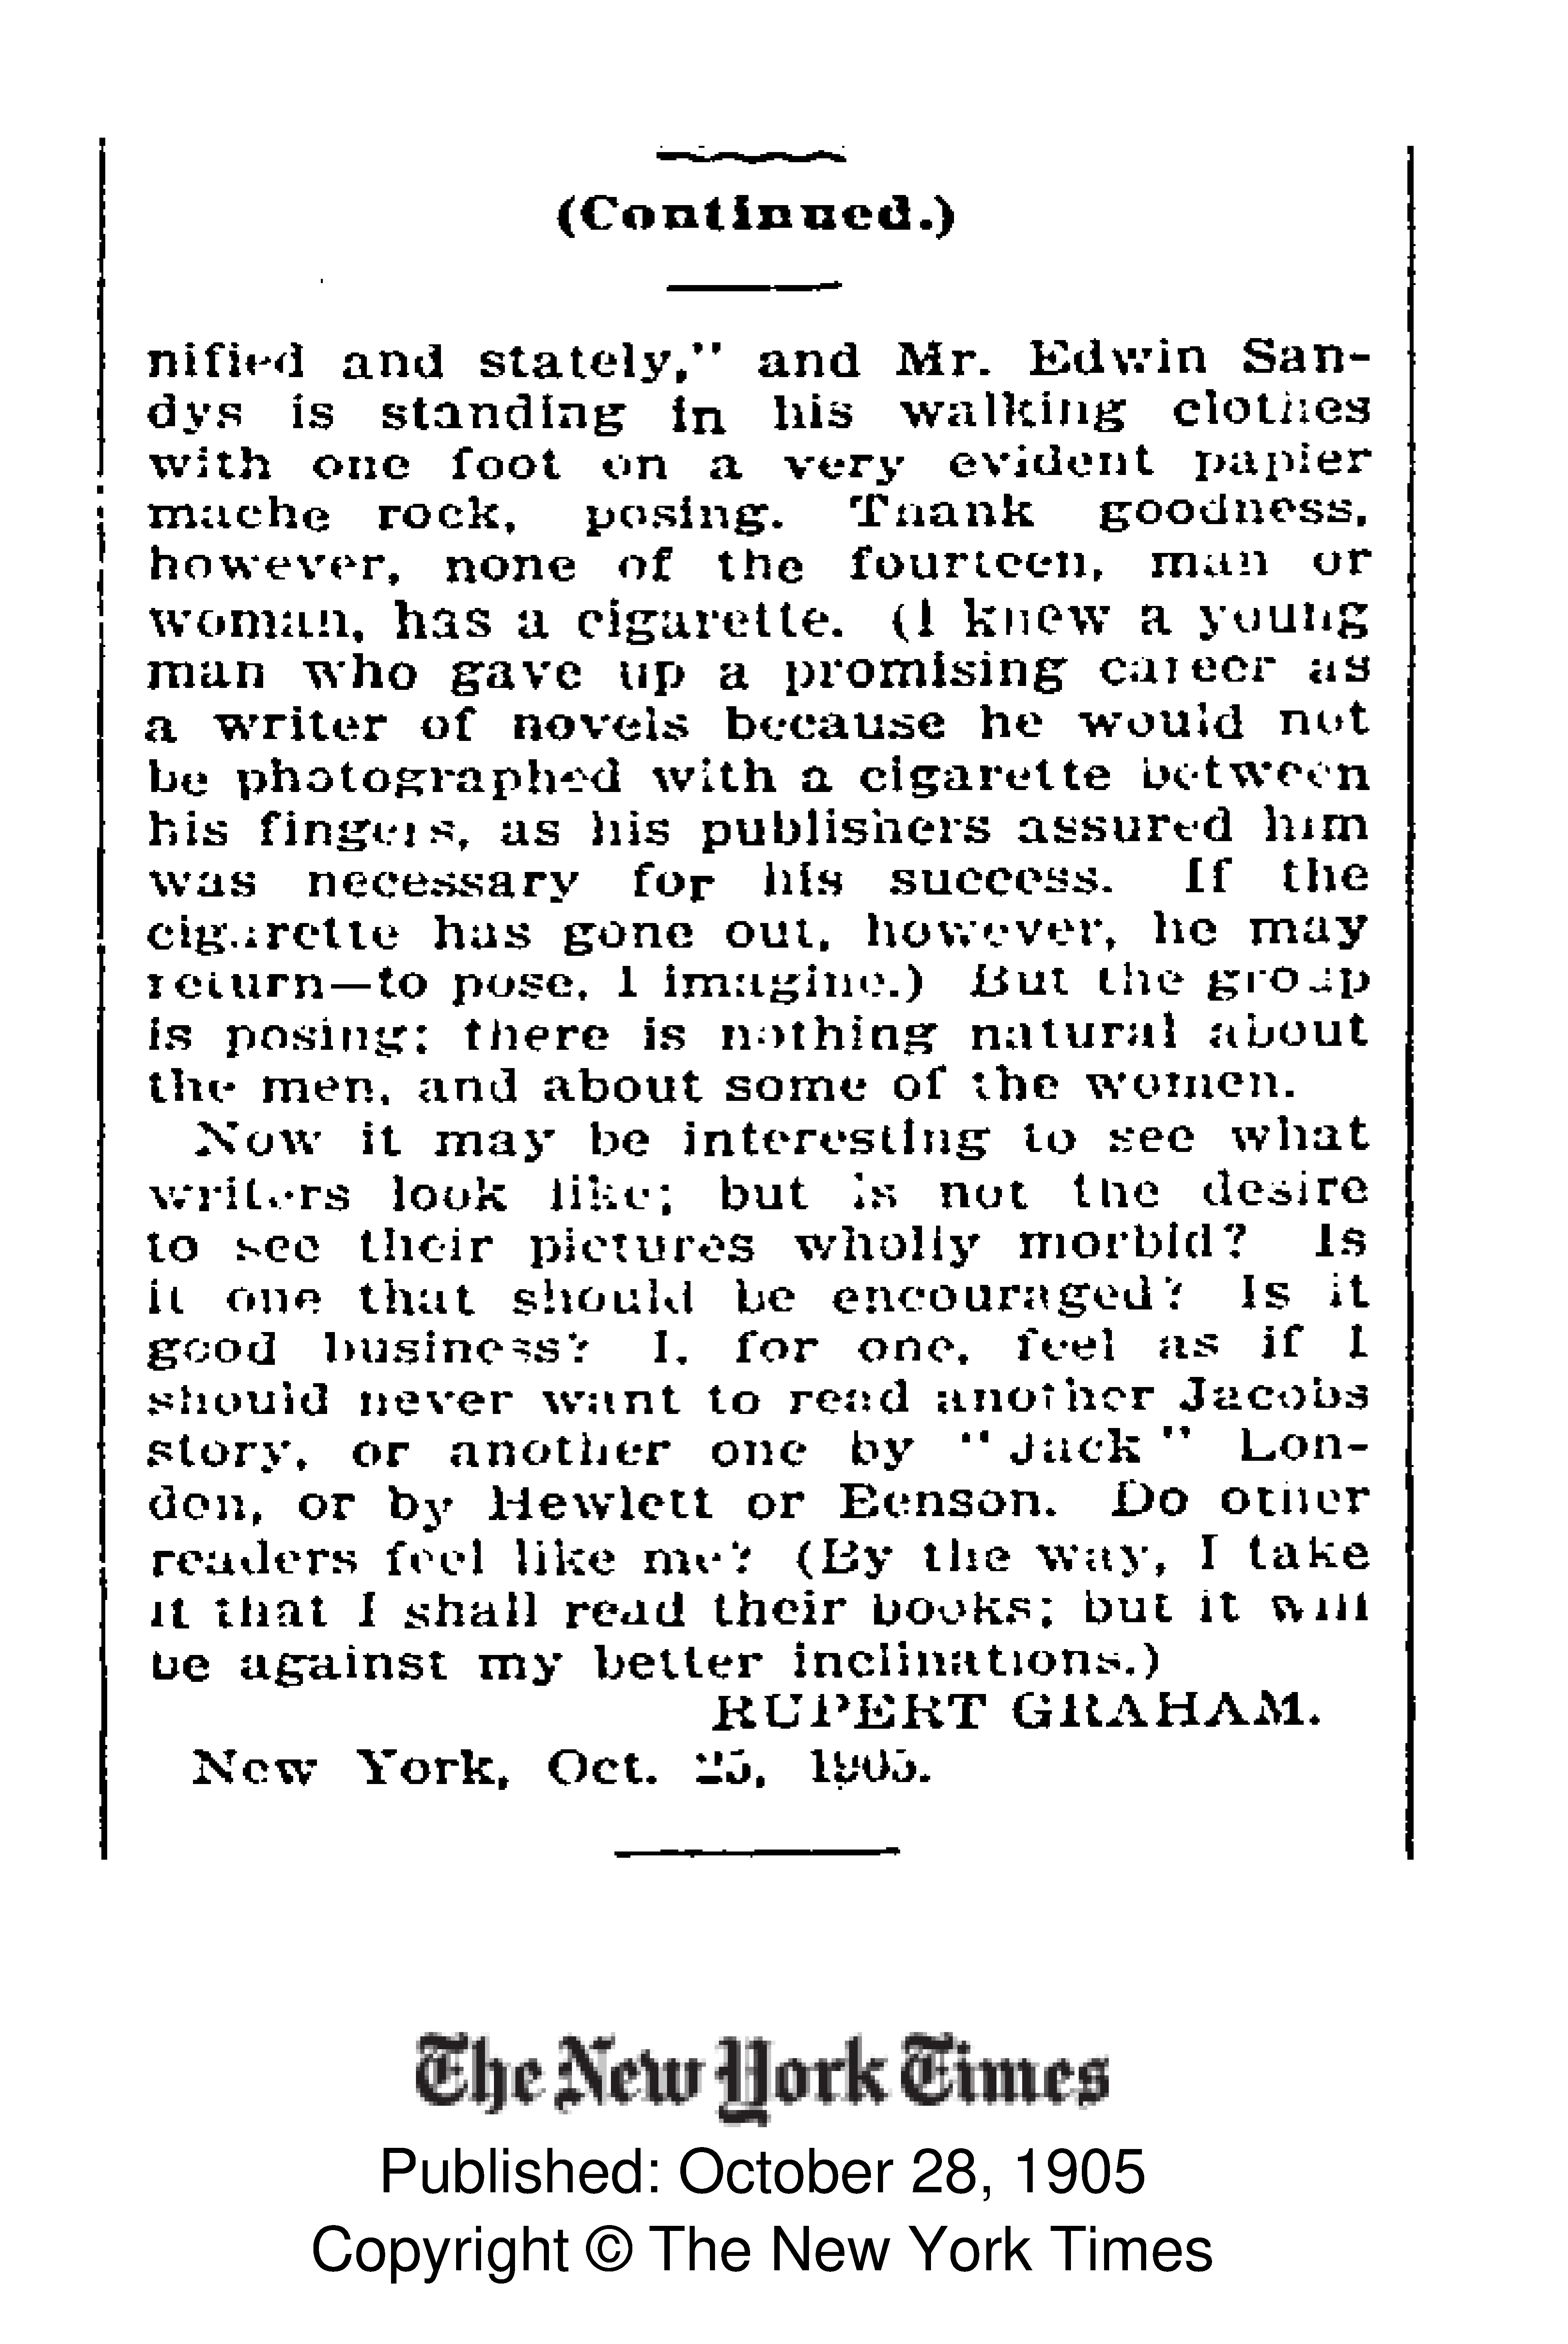 (Continued.)
nified and stately," and Mr. Edwin San-
dys is standing in his walking clothes
with one foot on a very evident papier
mache rock, posing. Thank goodness,
however, none of the fourteen, man or
woman, has a cigarette. (I knew a young
man who gave up a promising career as
a writer of novels because he would not
be photographed with a cigarette between
his fingers, as his publishers assured him
was necessary for his success. If the
cigarette has gone out, however, he may
return—to pose, I imagine.) But the group
is posing; there is nothing natural about
the men, and about some of the women.
Now it may be interesting to see what
writers look like; but is not the desire
to see their pictures wholly morbid? Is
it one that should be encouraged? Is it
good business? I, for one, feel as if I
should never want to read another Jacobs
story, or another one by "Jack" Lon-
don, or by Hewlett or Benson. Do other
readers feel like me? (By the way, I take
it that I shall read their books; but it will
be against my better inclinations.)
RUPERT GRAHAM.
New York, Oct. 25, 1905.
The New York Times
Published: October 28, 1905
Copyright © The New York Times